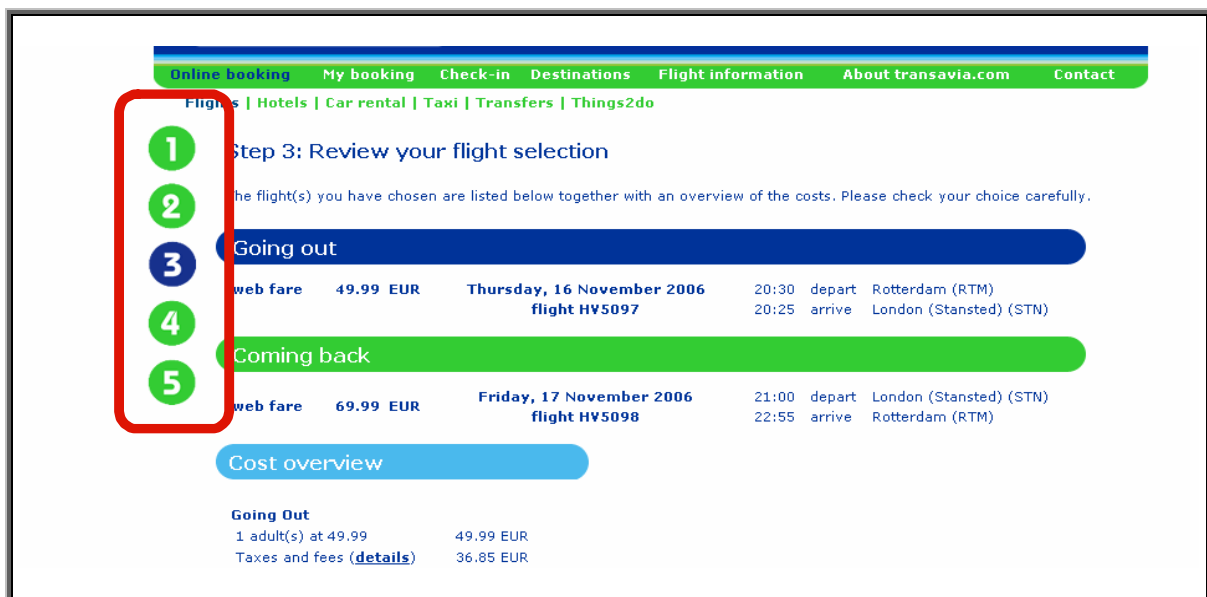 Online booking My booking Check-in Destinations Flight information About transavia.com Contact
Flights | Hotels | Car rental | Taxi | Transfers | Things2do
1
Step 3: Review your flight selection
2
The flight(s) you have chosen are listed below together with an overview of the costs. Please check your choice carefully.
3
Going out
web fare 49.99 EUR Thursday, 16 November 2006 20:30 depart Rotterdam (RTM)
flight HV5097 20:25 arrive London (Stansted) (STN)
4
Coming back
5
web fare 69.99 EUR Friday, 17 November 2006 21:00 depart London (Stansted) (STN)
flight HV5098 22:55 arrive Rotterdam (RTM)
Cost overview
Going Out
1 adult(s) at 49.99 49.99 EUR
Taxes and fees (details) 36.85 EUR